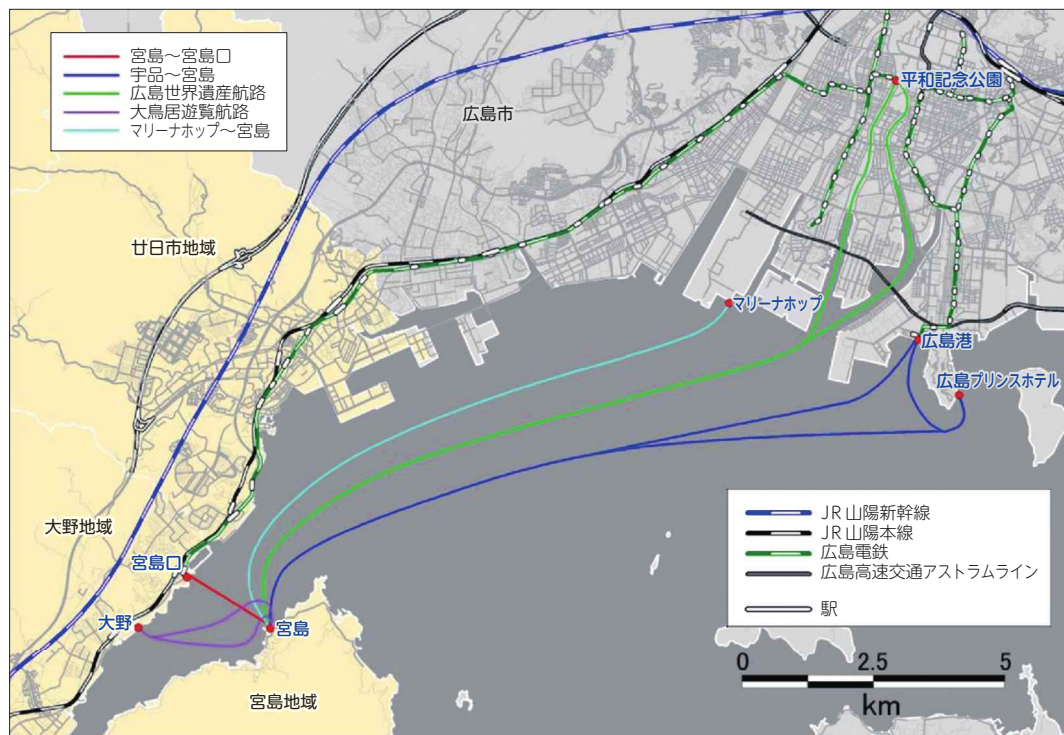 宮島～宮島口
宇品～宮島
広島世界遺産航路
大鳥居遊覧航路
マリーナホップ～宮島
平和記念公園
広島市
廿日市地域
マリーナホップ
広島港
広島プリンスホテル
大野地域
宮島口
大野
宮島
宮島地域
JR山陽新幹線
JR山陽本線
広島電鉄
広島高速交通アストラムライン
駅
0 2.5 5
km